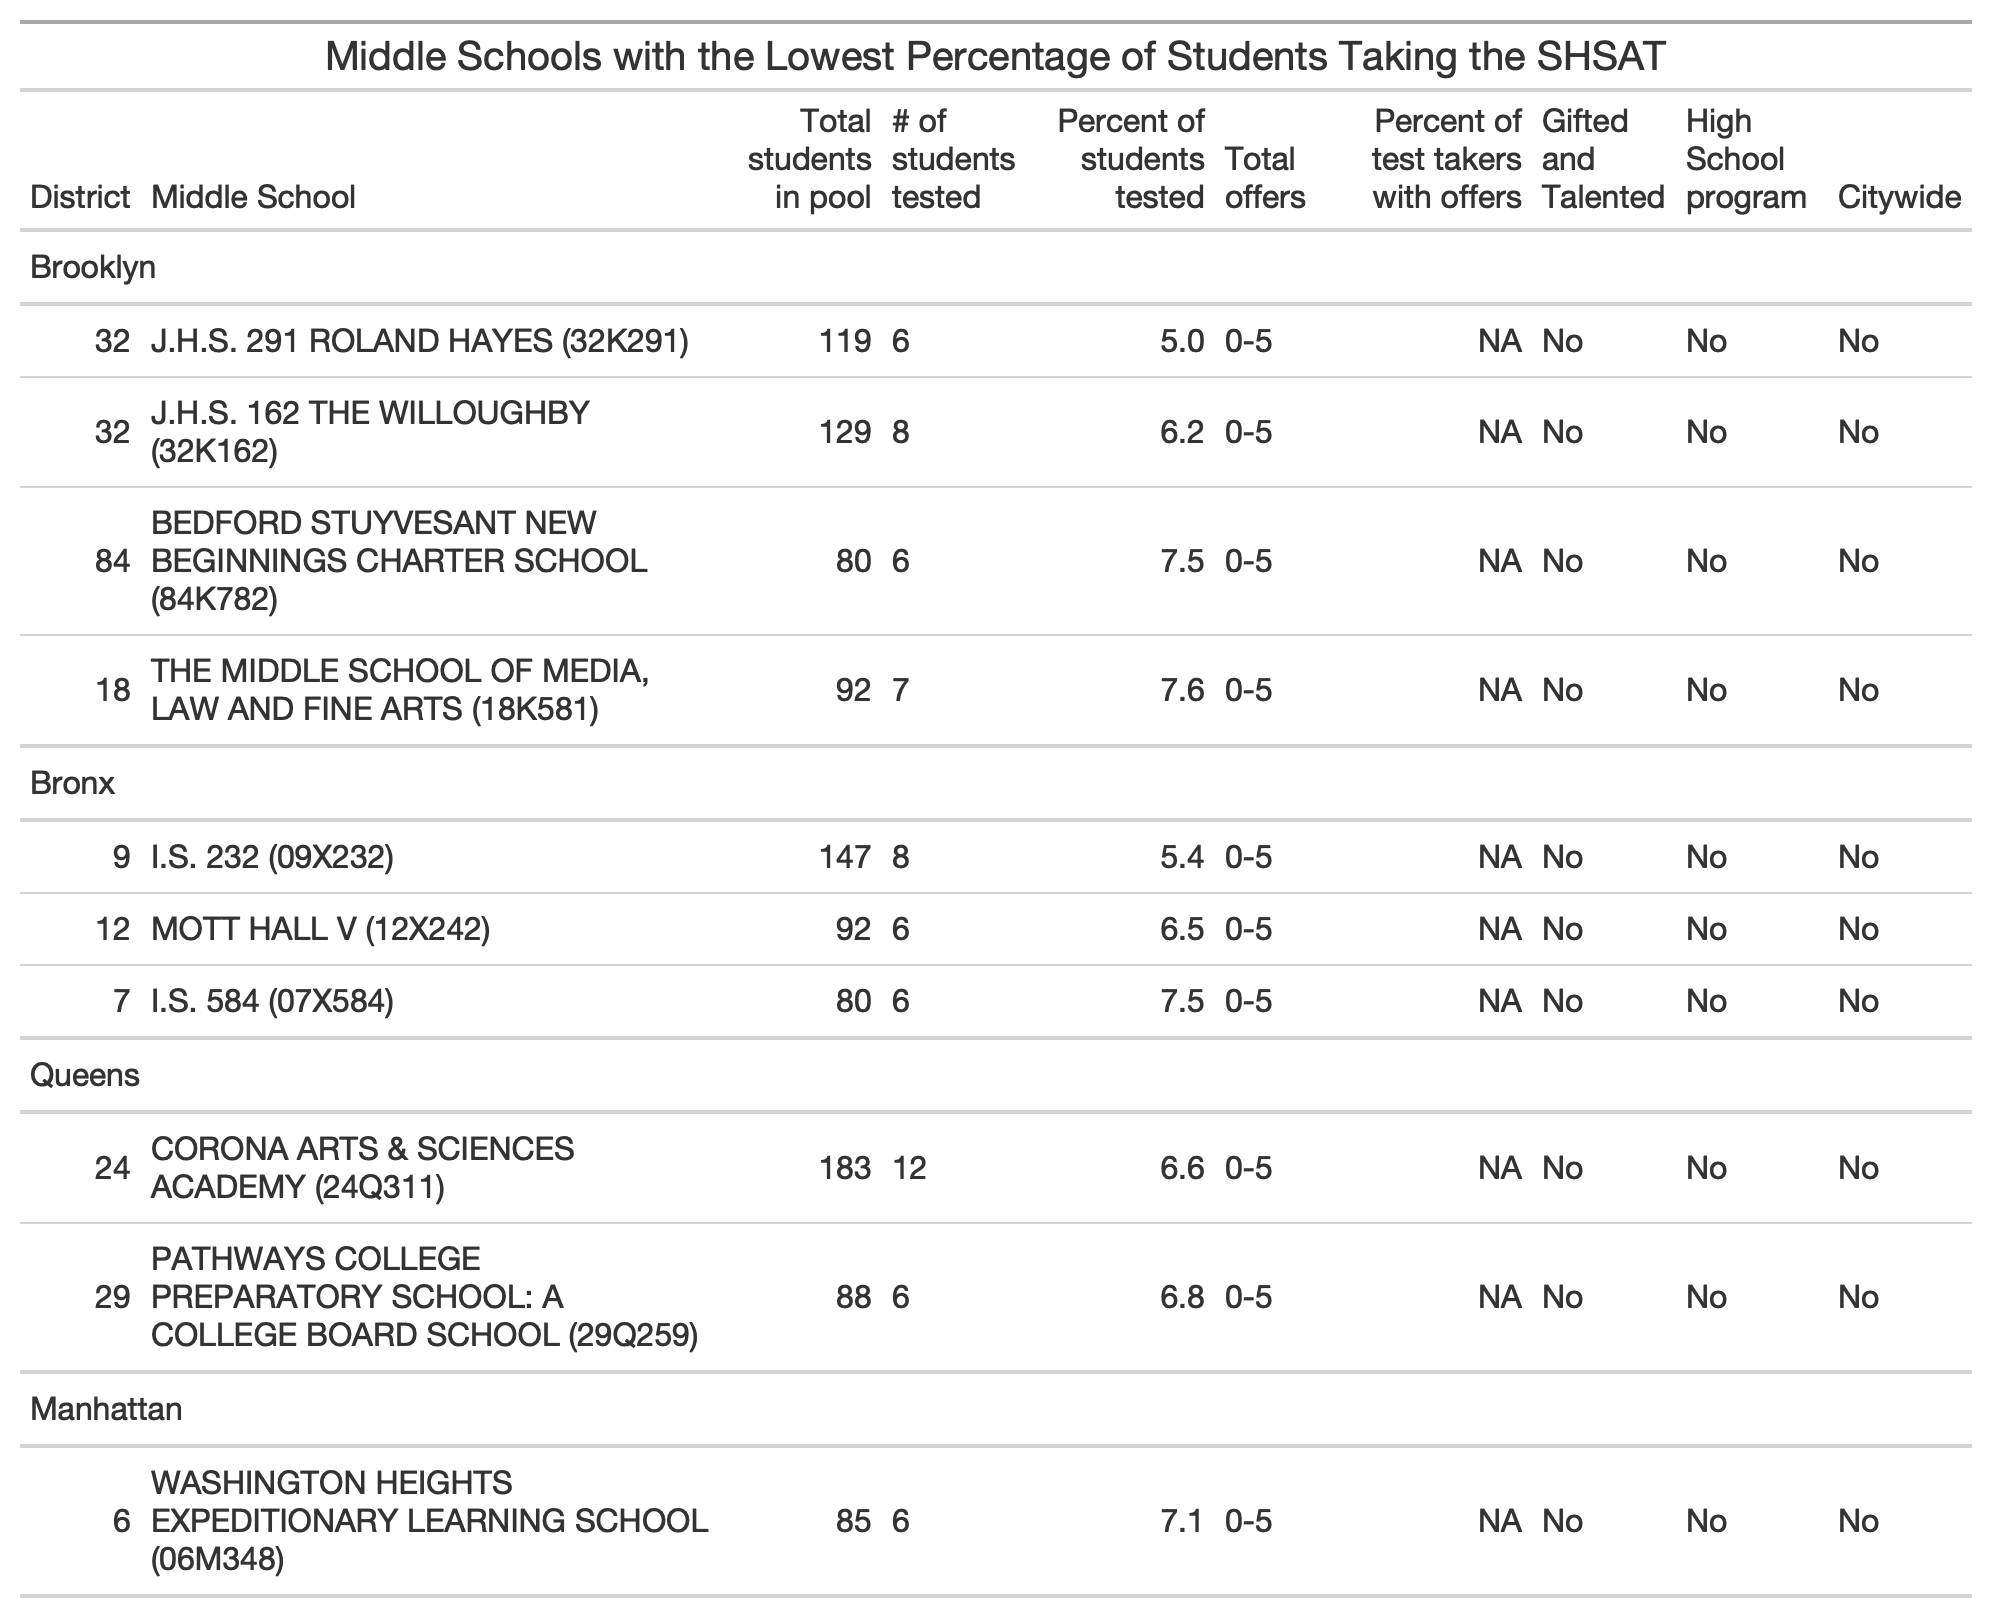 Middle Schools with the Lowest Percentage of Students Taking the SHSAT
District Middle School Total students in pool # of students tested Percent of students tested Total offers Percent of test takers with offers Gifted and Talented High School program Citywide
Brooklyn
32 J.H.S. 291 ROLAND HAYES (32K291) 119 6 5.0 0-5 NA No No No
32 J.H.S. 162 THE WILLOUGHBY (32K162) 129 8 6.2 0-5 NA No No No
84 BEDFORD STUYVESANT NEW BEGINNINGS CHARTER SCHOOL (84K782) 80 6 7.5 0-5 NA No No No
18 THE MIDDLE SCHOOL OF MEDIA, LAW AND FINE ARTS (18K581) 92 7 7.6 0-5 NA No No No
Bronx
9 I.S. 232 (09X232) 147 8 5.4 0-5 NA No No No
12 MOTT HALL V (12X242) 92 6 6.5 0-5 NA No No No
7 I.S. 584 (07X584) 80 6 7.5 0-5 NA No No No
Queens
24 CORONA ARTS & SCIENCES ACADEMY (24Q311) 183 12 6.6 0-5 NA No No No
29 PATHWAYS COLLEGE PREPARATORY SCHOOL: A COLLEGE BOARD SCHOOL (29Q259) 88 6 6.8 0-5 NA No No No
Manhattan
6 WASHINGTON HEIGHTS EXPEDITIONARY LEARNING SCHOOL (06M348) 85 6 7.1 0-5 NA No No No